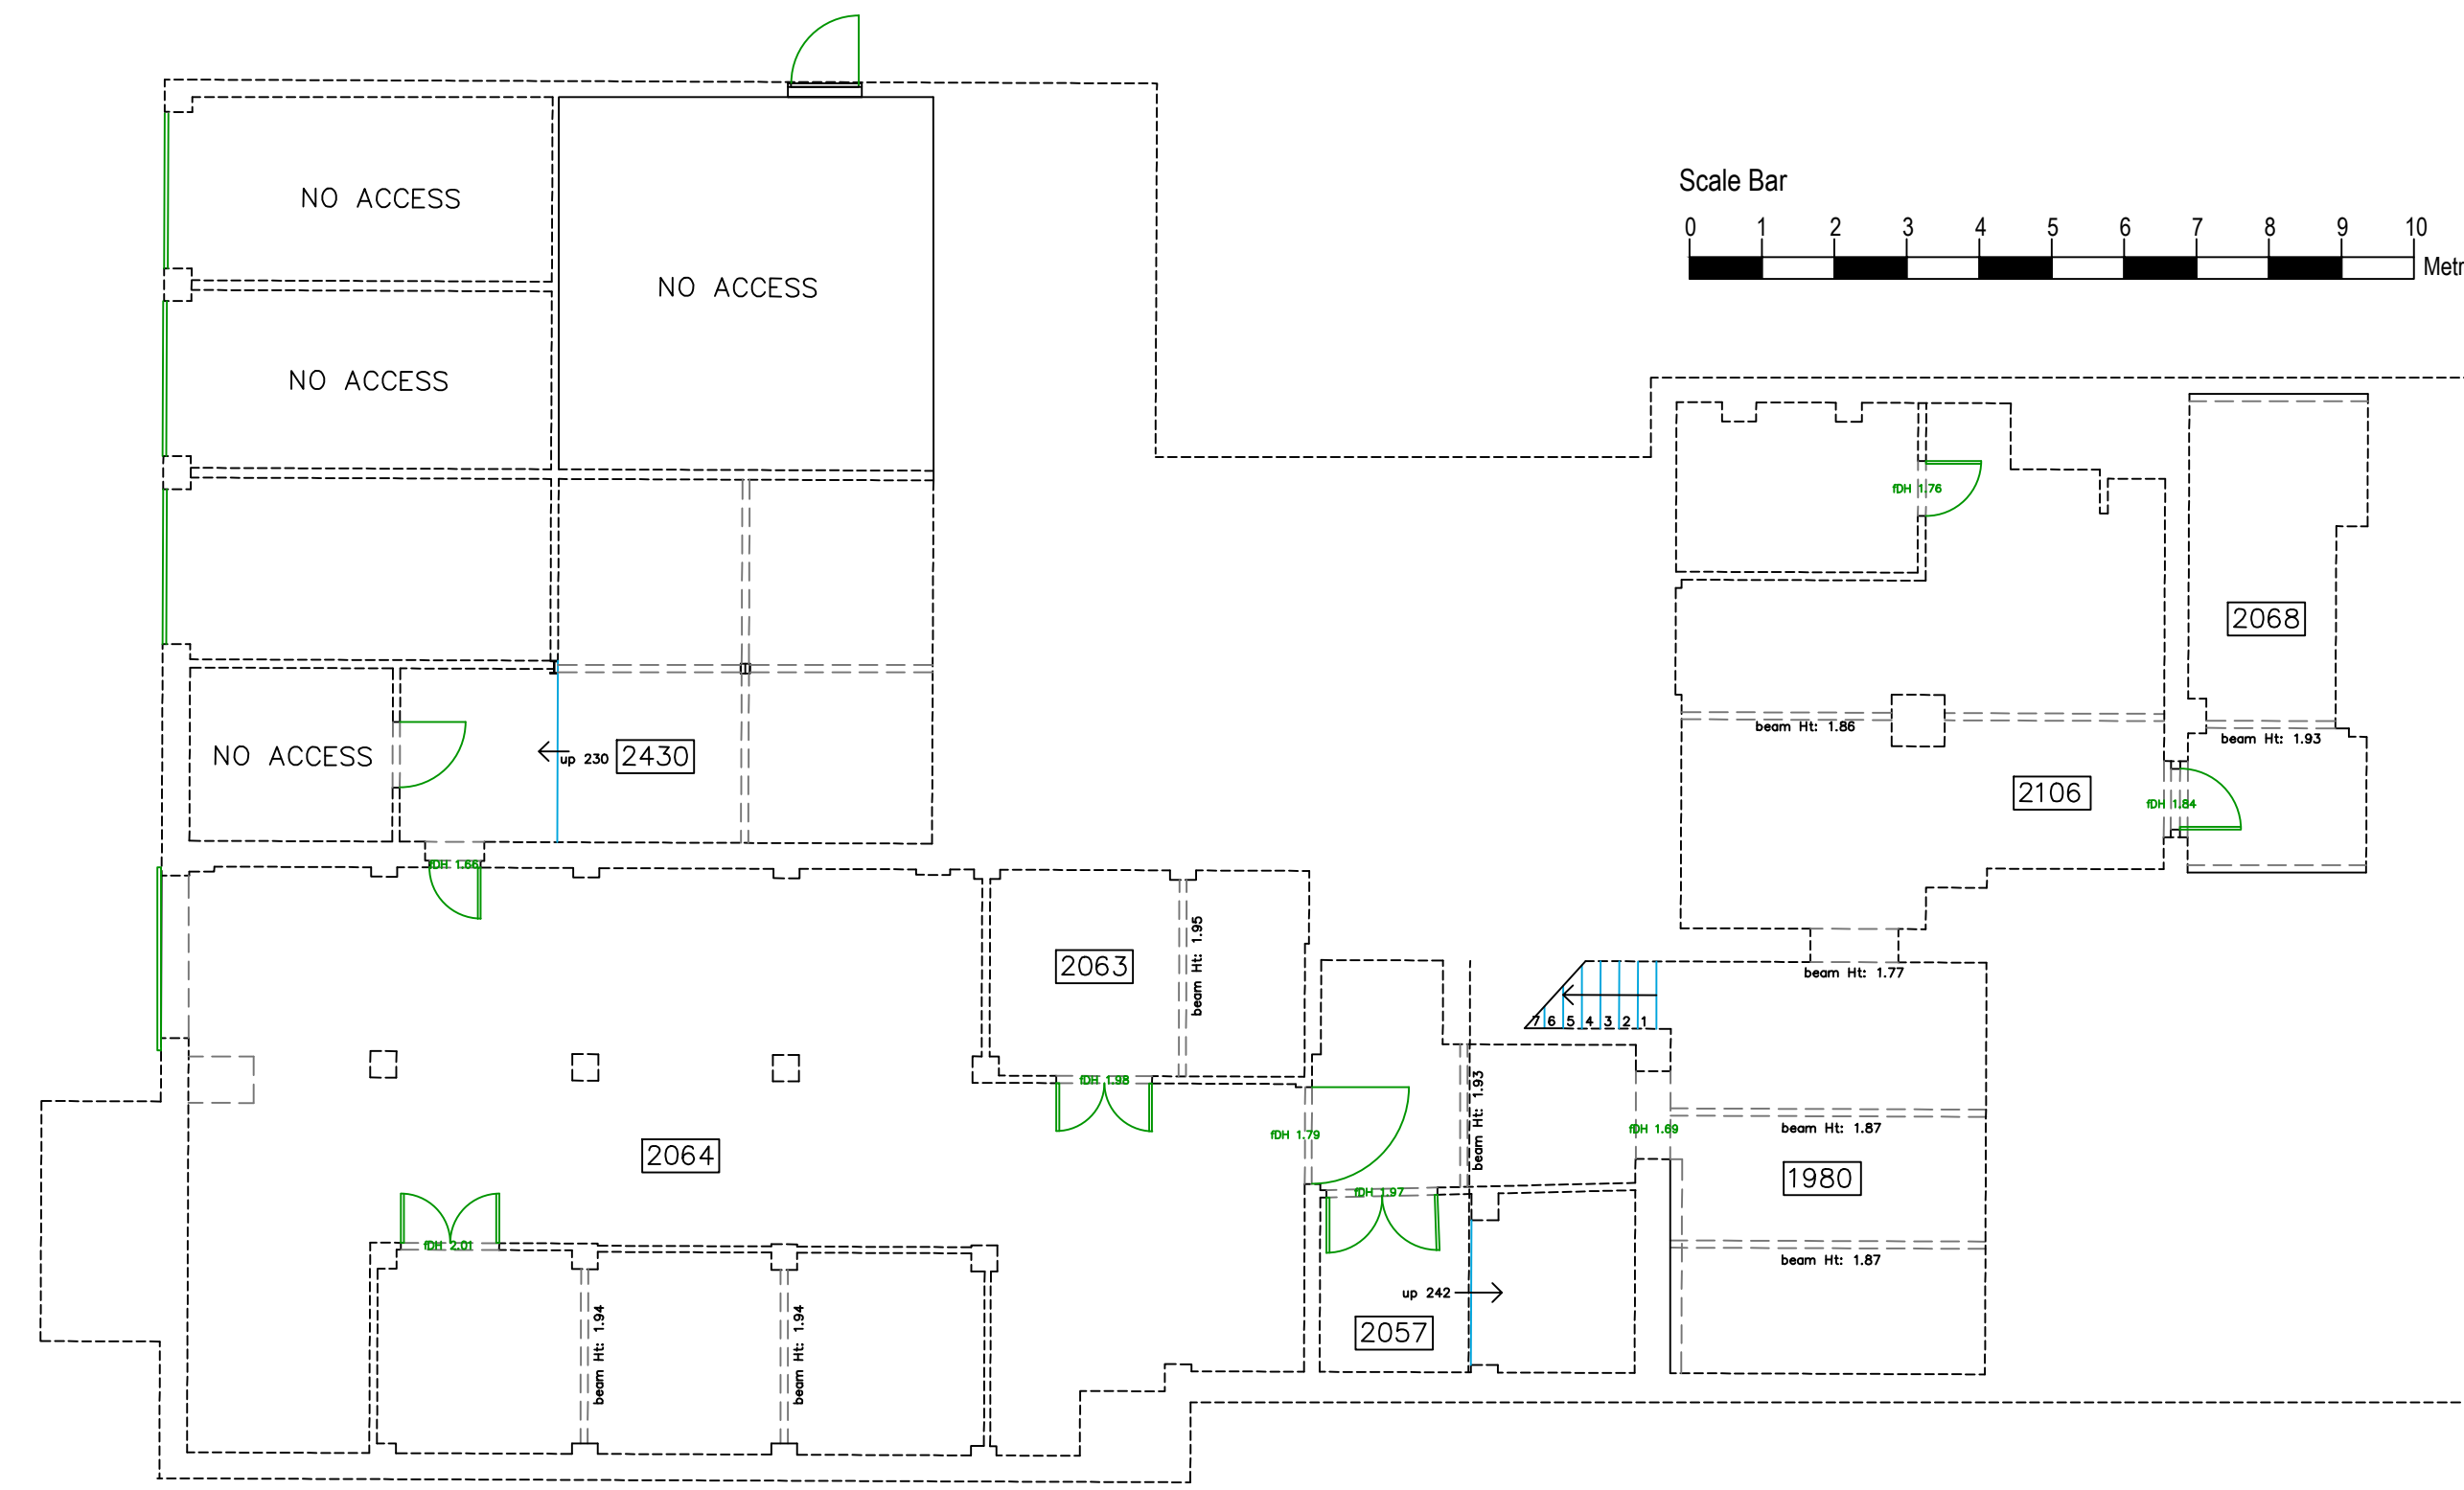 Scale Bar
0 1 2 3 4 5 6 7 8 9 10
Metr
NO ACCESS
NO ACCESS
NO ACCESS
NO ACCESS
fDH 1.76
2068
beam Ht: 1.86
beam Ht: 1.93
up 230
2430
2106
fDH 1.84
fDH 1.66
beam Ht: 1.95
2063
beam Ht: 1.77
7 6 5 4 3 2 1
fDH 1.98
beam Ht: 1.93
fDH 1.79
fDH 1.69
beam Ht: 1.87
2064
1980
fDH 1.97
fDH 2.01
beam Ht: 1.87
up 242
beam Ht: 1.94
beam Ht: 1.94
2057